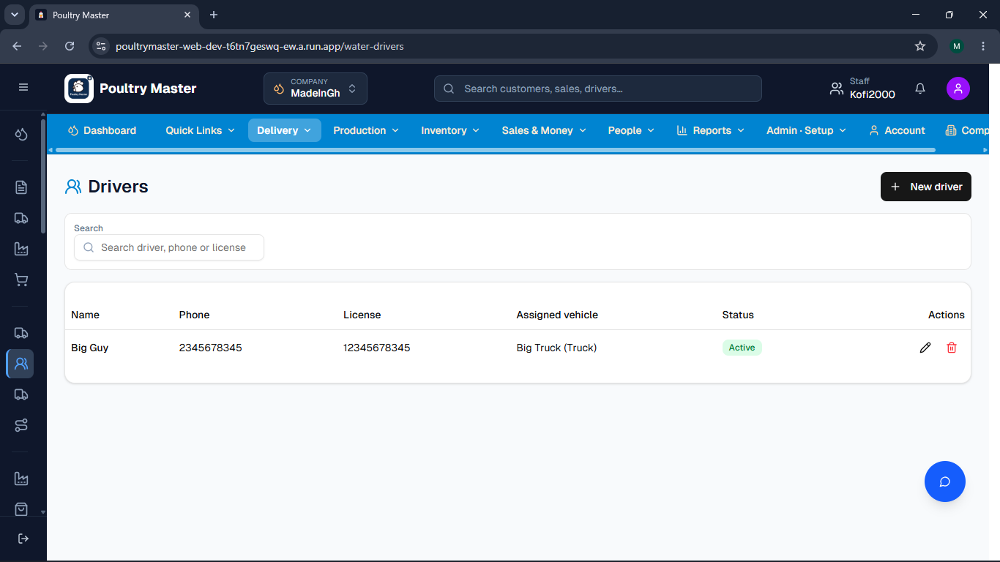 Poultry Master
poultrymaster-web-dev-t6tn7geswq-ew.a.run.app/water-drivers
M
Poultry Master
COMPANY
MadeInGh
Search customers, sales, drivers...
Staff
Kofi2000
Dashboard
Quick Links
Delivery
Production
Inventory
Sales & Money
People
Reports
Admin · Setup
Account
Comp
Drivers
New driver
Search
Search driver, phone or license
Name Phone License Assigned vehicle Status Actions
Big Guy 2345678345 12345678345 Big Truck (Truck) Active